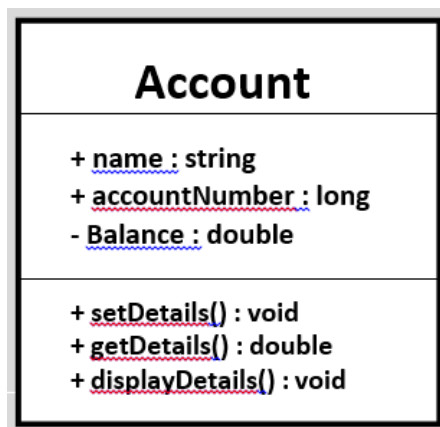 Account
+ name : string
+ accountNumber : long
- Balance : double
+ setDetails() : void
+ getDetails() : double
+ displayDetails() : void